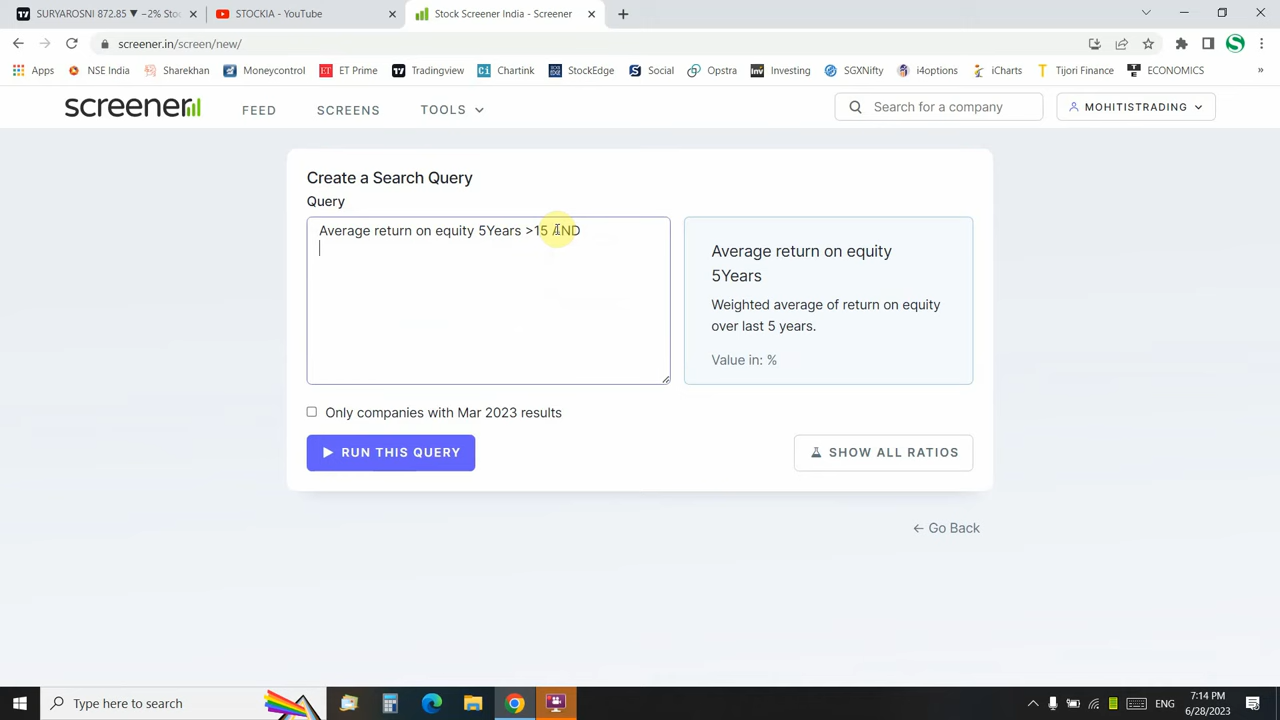 SURYAROSNI 872.85 ▼ −2% Stoc
STOCKIA - YouTube
Stock Screener India - Screener
screener.in/screen/new/
Apps
NSE India
Sharekhan
Moneycontrol
ET ET Prime
Tradingview
Ci Chartink
StockEdge
Social
Opstra
Inv Investing
SGXNifty
i4options
iCharts
Tijori Finance
ECONOMICS
»
screener
FEED
SCREENS
TOOLS
Search for a company
MOHITISTRADING
Create a Search Query
Query
Average return on equity 5Years >15 AND
Average return on equity
5Years
Weighted average of return on equity
over last 5 years.
Value in: %
Only companies with Mar 2023 results
RUN THIS QUERY
SHOW ALL RATIOS
← Go Back
Type here to search
ENG
7:14 PM
6/28/2023